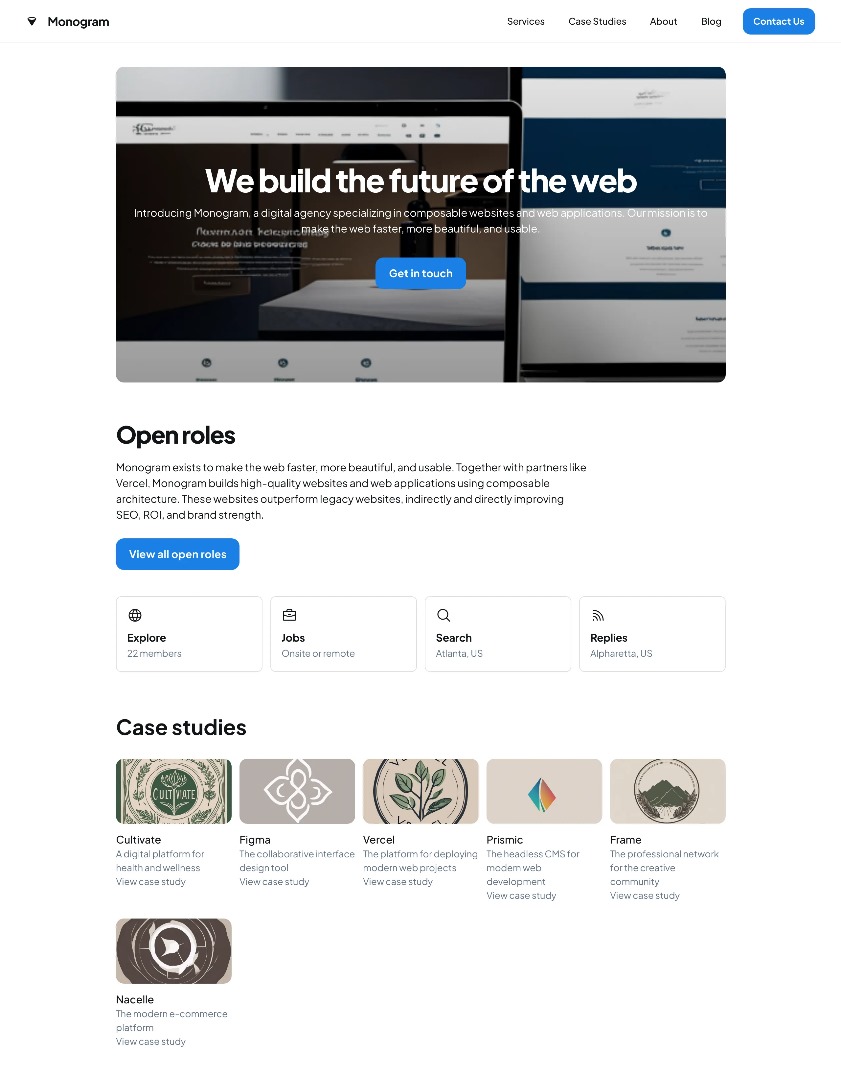 Monogram
Services
Case Studies
About
Blog
Contact Us
We build the future of the web
Introducing Monogram, a digital agency specializing in composable websites and web applications. Our mission is to
make the web faster, more beautiful, and usable.
Get in touch
Open roles
Monogram exists to make the web faster, more beautiful, and usable. Together with partners like
Vercel, Monogram builds high-quality websites and web applications using composable
architecture. These websites outperform legacy websites, indirectly and directly improving
SEO, ROI, and brand strength.
View all open roles
Explore
22 members
Jobs
Onsite or remote
Search
Atlanta, US
Replies
Alpharetta, US
Case studies
CULTIVATE
Cultivate
A digital platform for
health and wellness
View case study
Figma
The collaborative interface
design tool
View case study
Vercel
The platform for deploying
modern web projects
View case study
Prismic
The headless CMS for
modern web
development
View case study
Frame
The professional network
for the creative
community
View case study
Nacelle
The modern e-commerce
platform
View case study